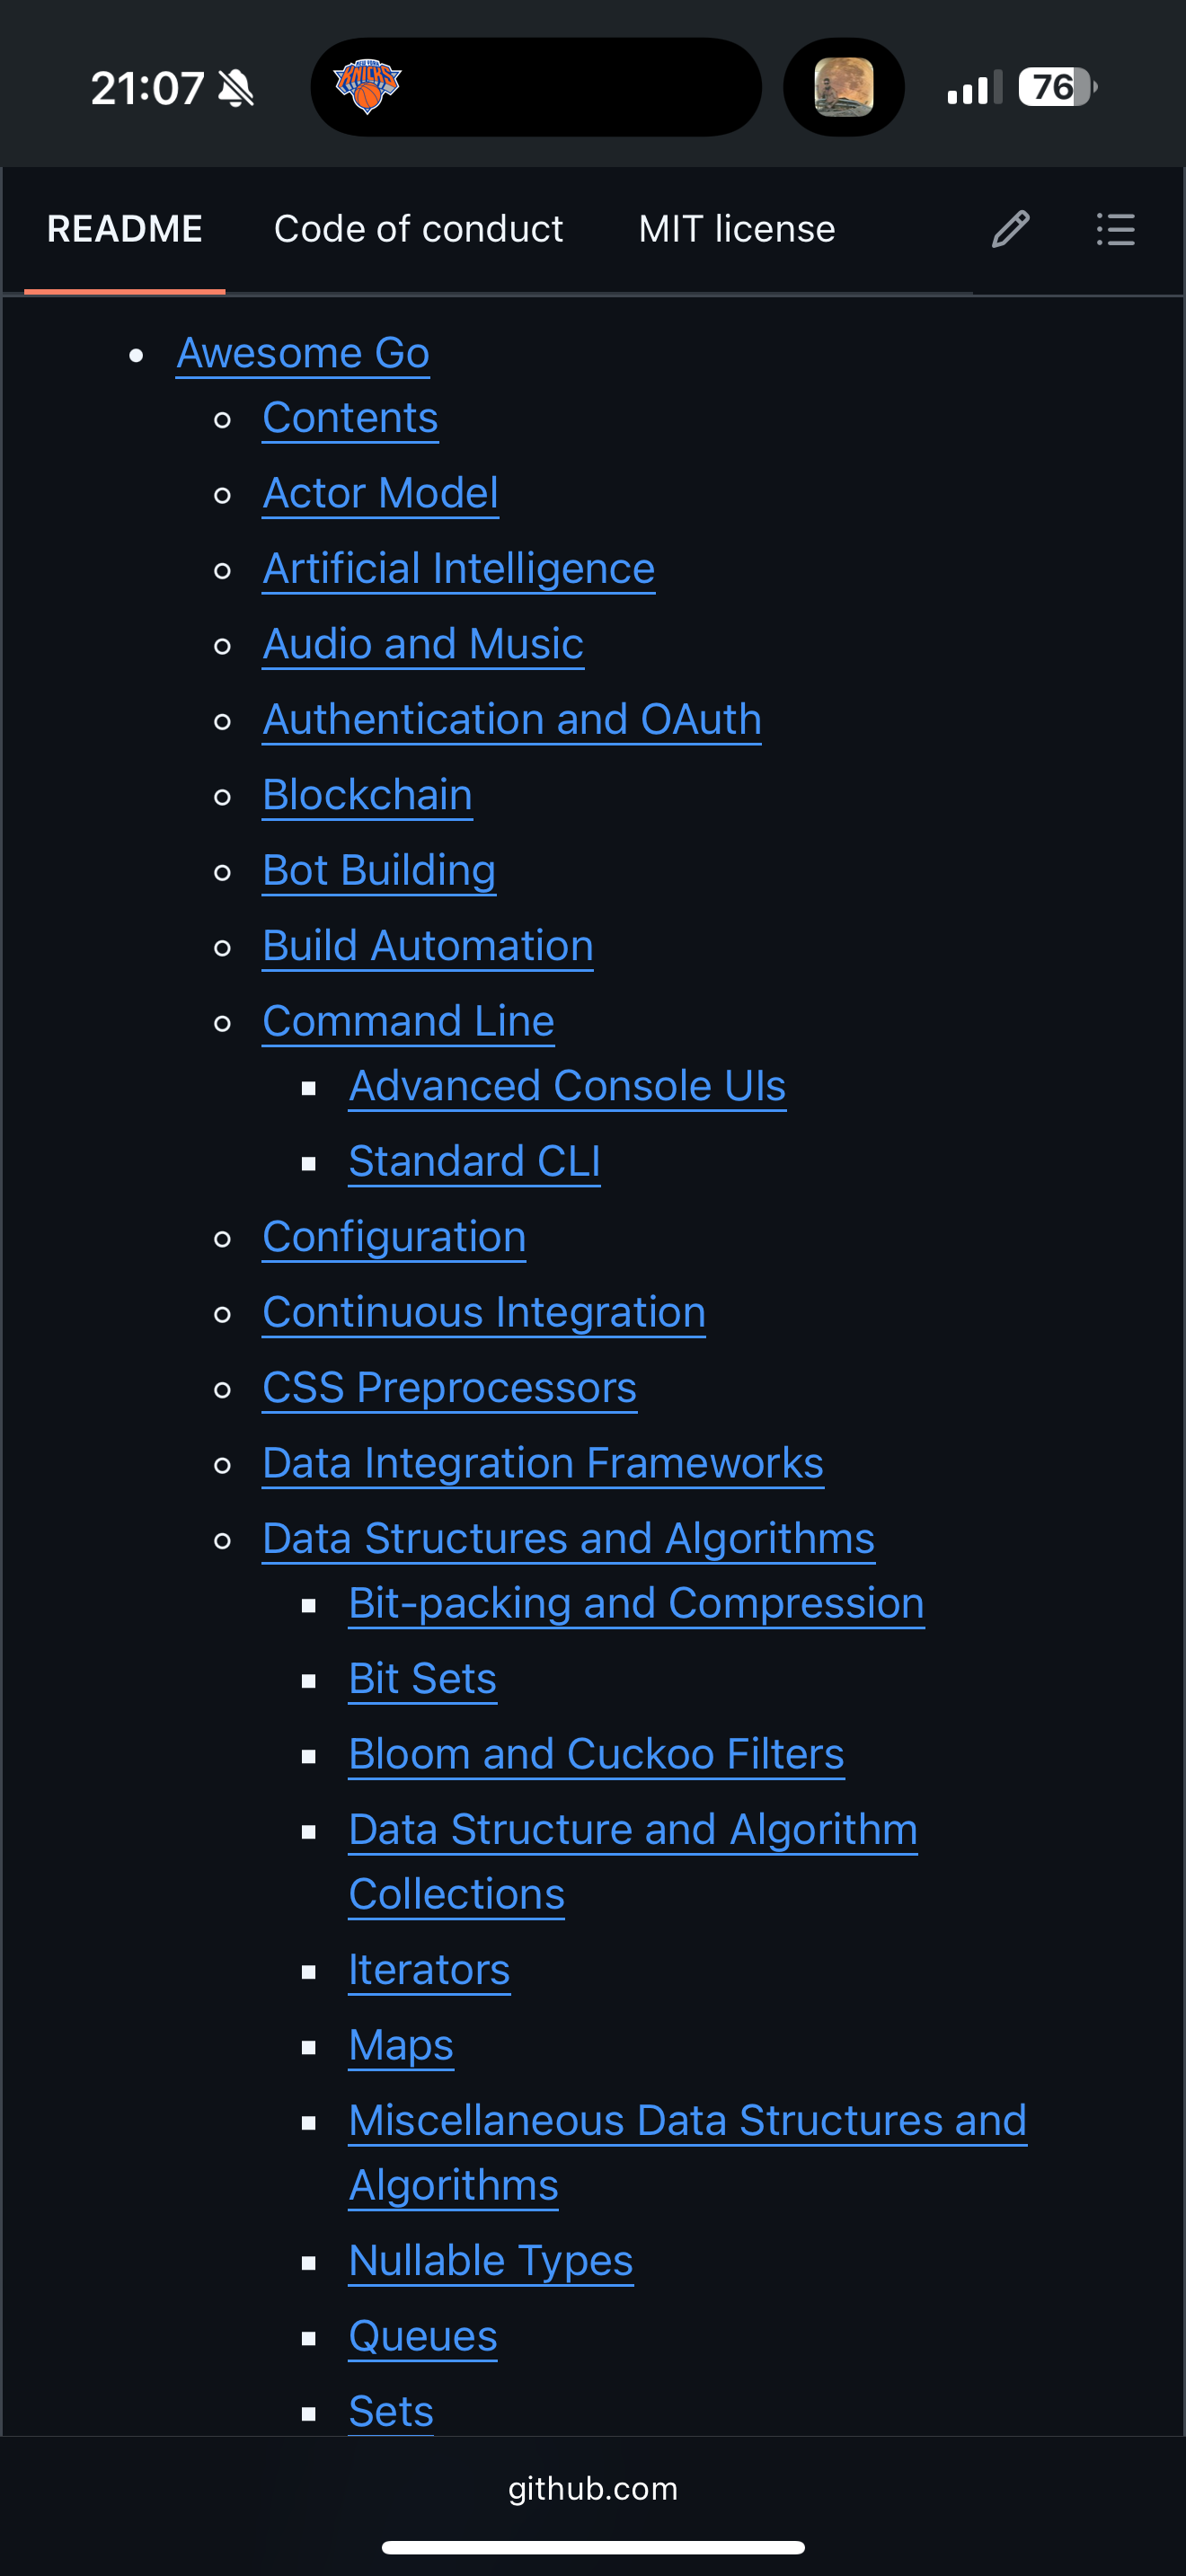 21:07
NEW YORK
KNICKS
76
README
Code of conduct
MIT license
Awesome Go
Contents
Actor Model
Artificial Intelligence
Audio and Music
Authentication and OAuth
Blockchain
Bot Building
Build Automation
Command Line
Advanced Console UIs
Standard CLI
Configuration
Continuous Integration
CSS Preprocessors
Data Integration Frameworks
Data Structures and Algorithms
Bit-packing and Compression
Bit Sets
Bloom and Cuckoo Filters
Data Structure and Algorithm
Collections
Iterators
Maps
Miscellaneous Data Structures and
Algorithms
Nullable Types
Queues
Sets
github.com